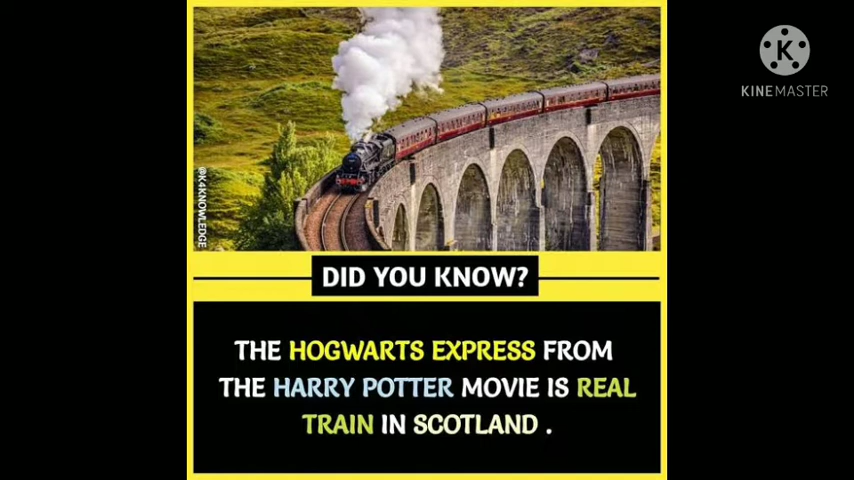 KINEMASTER
@K4KNOWLEDGE
DID YOU KNOW?
THE HOGWARTS EXPRESS FROM
THE HARRY POTTER MOVIE IS REAL
TRAIN IN SCOTLAND .